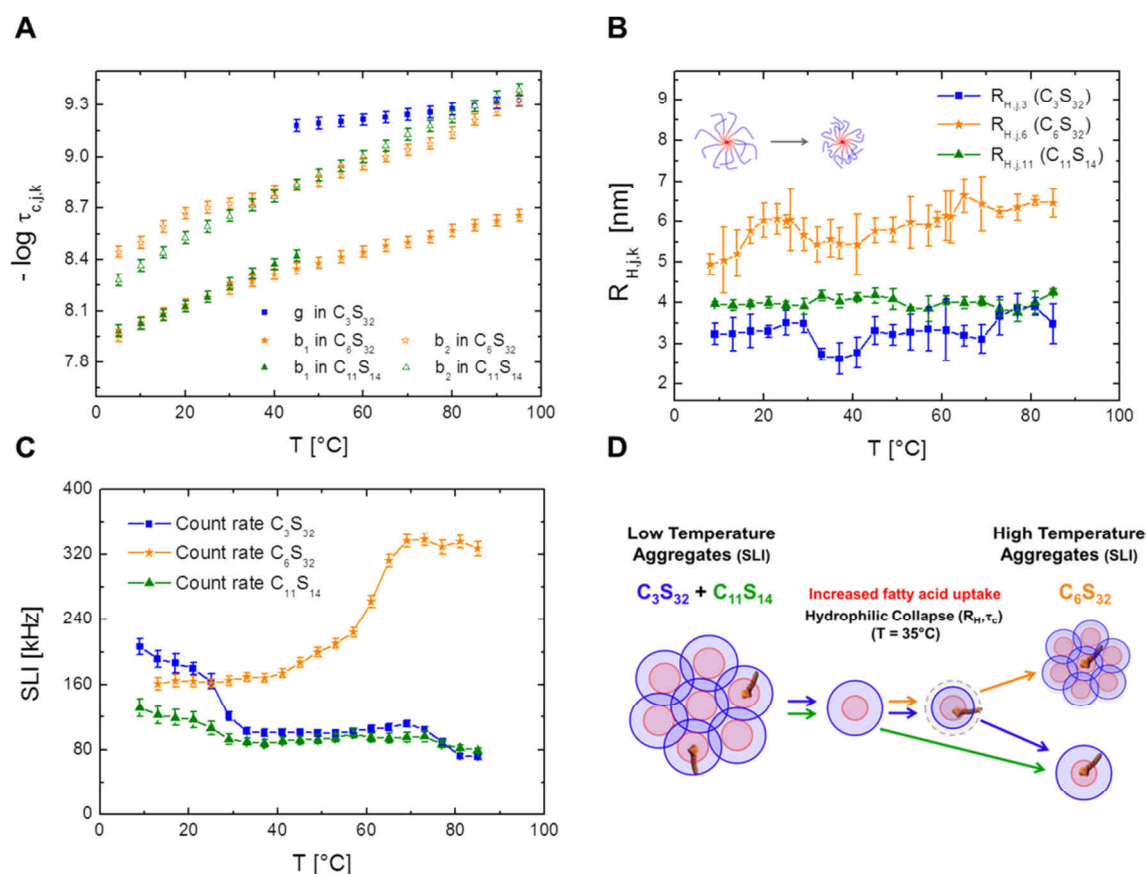 A
- log τc,j,k
9.3
9.0
8.7
8.4
8.1
7.8
g in C3S32
b1 in C6S32
b2 in C6S32
b1 in C11S14
b2 in C11S14
0
20
40
60
80
100
T [°C]
B
RH,j,k [nm]
9
8
7
6
5
4
3
2
RH,j,3 (C3S32)
RH,j,6 (C6S32)
RH,j,11 (C11S14)
0
20
40
60
80
100
T [°C]
C
SLI [kHz]
400
320
240
160
80
0
Count rate C3S32
Count rate C6S32
Count rate C11S14
0
20
40
60
80
100
T [°C]
D
Low Temperature
Aggregates (SLI)
C3S32 + C11S14
Increased fatty acid uptake
Hydrophilic Collapse (RH,τc)
(T = 35°C)
High Temperature
Aggregates (SLI)
C6S32